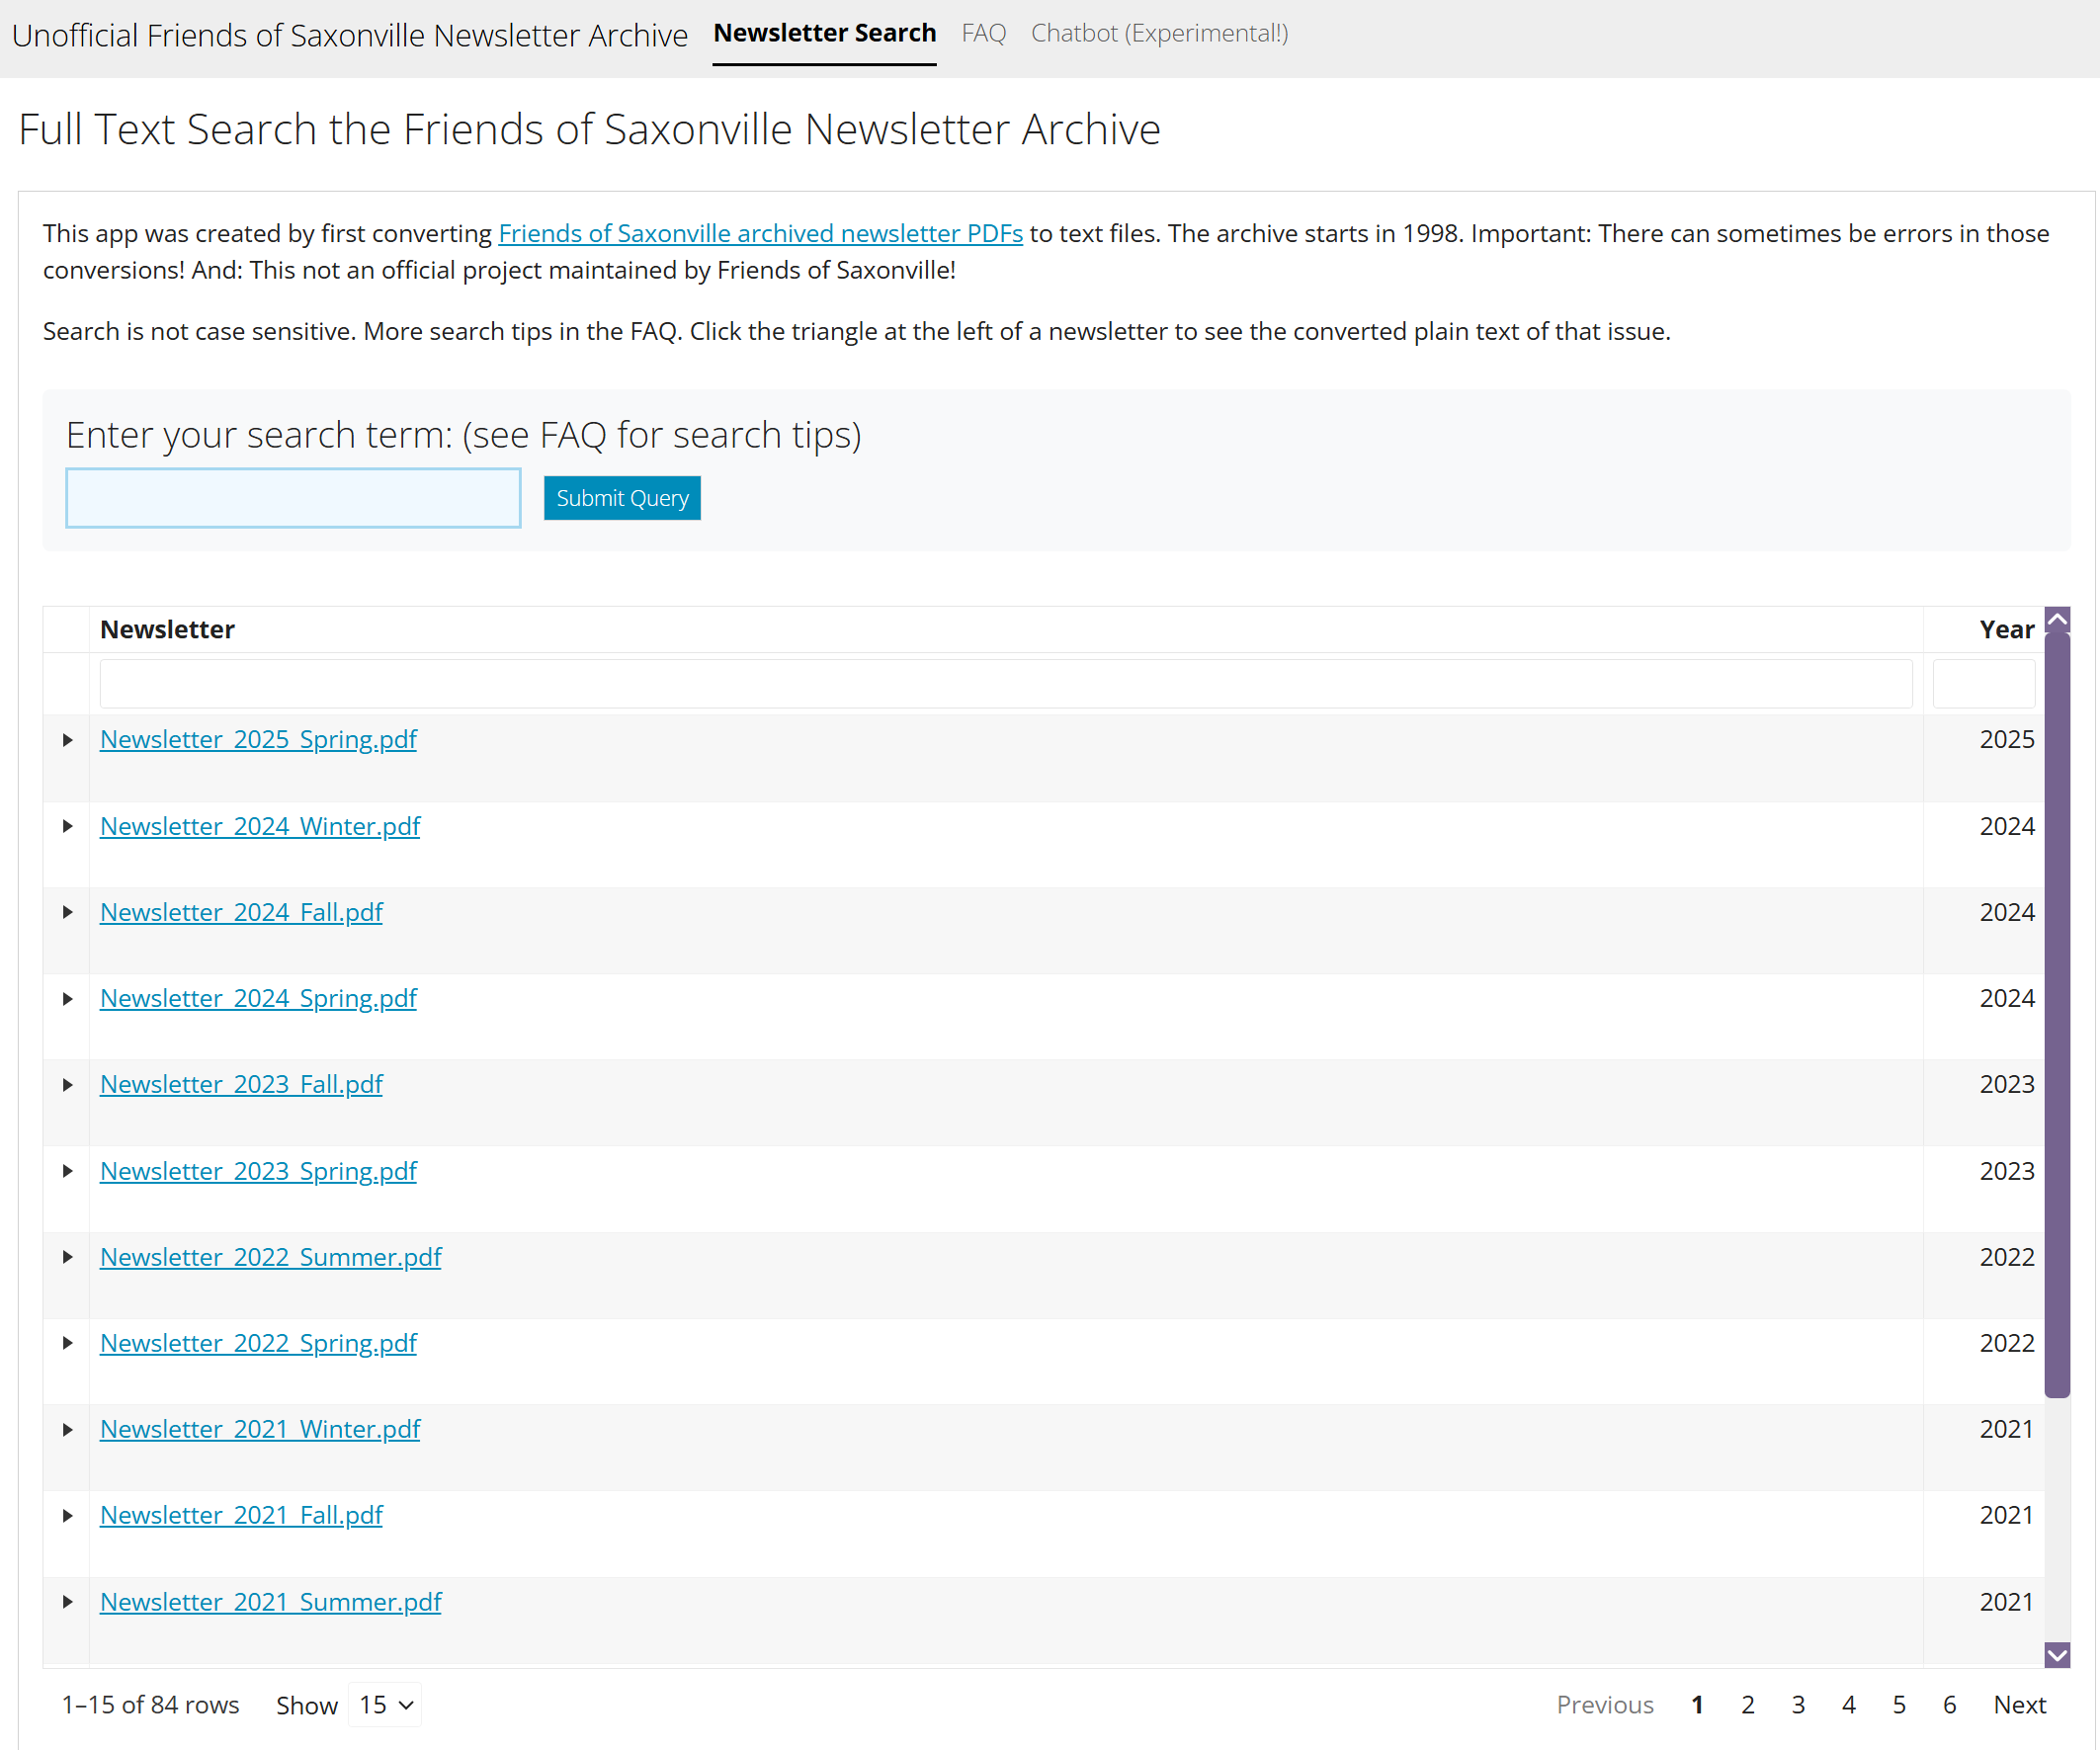 Unofficial Friends of Saxonville Newsletter Archive Newsletter Search FAQ Chatbot (Experimental!)
Full Text Search the Friends of Saxonville Newsletter Archive
This app was created by first converting Friends of Saxonville archived newsletter PDFs to text files. The archive starts in 1998. Important: There can sometimes be errors in those
conversions! And: This not an official project maintained by Friends of Saxonville!
Search is not case sensitive. More search tips in the FAQ. Click the triangle at the left of a newsletter to see the converted plain text of that issue.
Enter your search term: (see FAQ for search tips)
Submit Query
Newsletter Year
Newsletter_2025_Spring.pdf 2025
Newsletter_2024_Winter.pdf 2024
Newsletter_2024_Fall.pdf 2024
Newsletter_2024_Spring.pdf 2024
Newsletter_2023_Fall.pdf 2023
Newsletter_2023_Spring.pdf 2023
Newsletter_2022_Summer.pdf 2022
Newsletter_2022_Spring.pdf 2022
Newsletter_2021_Winter.pdf 2021
Newsletter_2021_Fall.pdf 2021
Newsletter_2021_Summer.pdf 2021
1–15 of 84 rows Show 15 Previous 1 2 3 4 5 6 Next